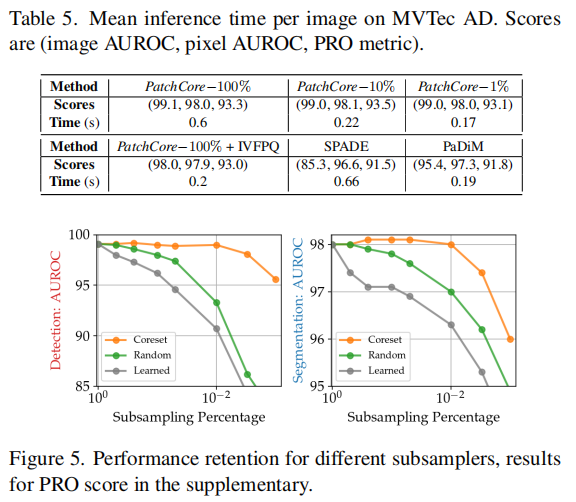 Table 5. Mean inference time per image on MVTec AD. Scores
are (image AUROC, pixel AUROC, PRO metric).
Method PatchCore−100% PatchCore−10% PatchCore−1%
Scores (99.1, 98.0, 93.3) (99.0, 98.1, 93.5) (99.0, 98.0, 93.1)
Time (s) 0.6 0.22 0.17
Method PatchCore−100% + IVFPQ SPADE PaDiM
Scores (98.0, 97.9, 93.0) (85.3, 96.6, 91.5) (95.4, 97.3, 91.8)
Time (s) 0.2 0.66 0.19
Detection: AUROC
100
95
90
85
Coreset
Random
Learned
10⁰ 10⁻²
Subsampling Percentage
Segmentation: AUROC
98
97
96
95
Coreset
Random
Learned
10⁰ 10⁻²
Subsampling Percentage
Figure 5. Performance retention for different subsamplers, results
for PRO score in the supplementary.